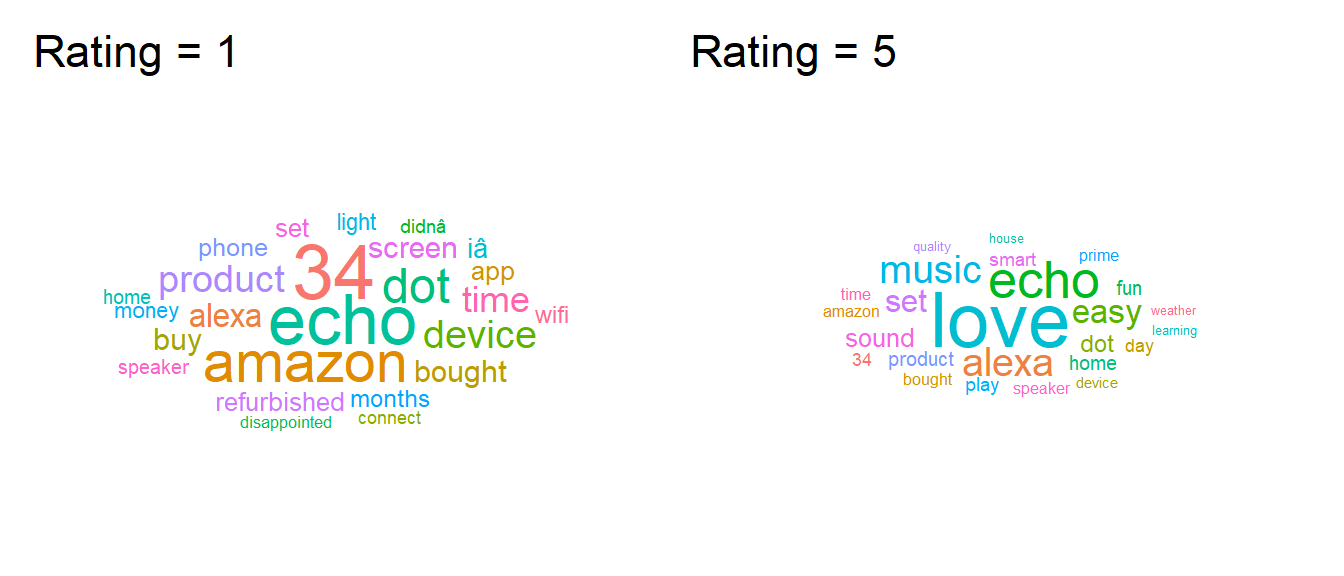 Rating = 1
set light didnâ
phone 34 screen iâ
product dot app
home time
money alexa echo wifi
buy device
speaker amazon bought
refurbished months
disappointed connect
Rating = 5
quality house
music smart prime
echo fun
time set
amazon love easy weather
sound learning
dot day
34 product alexa home
bought play speaker device